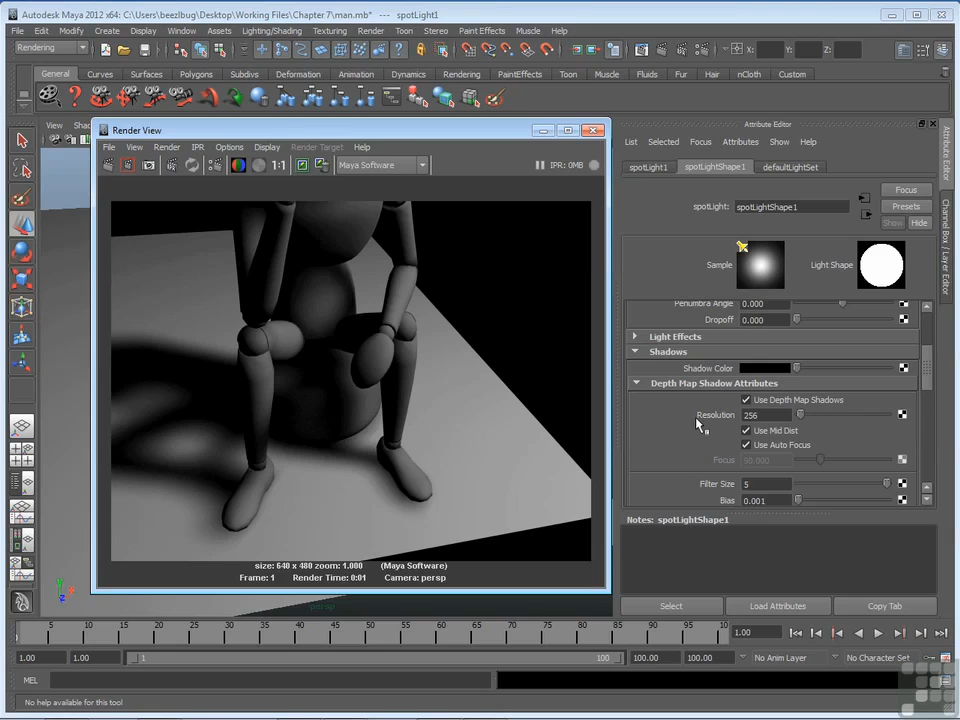 Autodesk Maya 2012 x64: C:\Users\beezlbug\Desktop\Working Files\Chapter 7\man.mb* --- spotLight1
File Edit Modify Create Display Window Assets Lighting/Shading Texturing Render Toon Stereo Paint Effects Muscle Help
Rendering X: Y: Z:
General Curves Surfaces Polygons Subdivs Deformation Animation Dynamics Rendering PaintEffects Toon Muscle Fluids Fur Hair nCloth Custom
View
Render View
File View Render IPR Options Display Render Target Help
1:1 Maya Software IPR: 0MB
size: 640 x 480 zoom: 1.000 (Maya Software)
Frame: 1 Render Time: 0:01 Camera: persp
persp
Attribute Editor
List Selected Focus Attributes Show Help
spotLight1 spotLightShape1 defaultLightSet
Focus
spotLight: spotLightShape1 Presets
Show Hide
Sample Light Shape
Penumbra Angle 0.000
Dropoff 0.000
Light Effects
Shadows
Shadow Color
Depth Map Shadow Attributes
Use Depth Map Shadows
Resolution 256
Use Mid Dist
Use Auto Focus
Focus 90.000
Filter Size 5
Bias 0.001
Notes: spotLightShape1
Select Load Attributes Copy Tab
Attribute Editor
Channel Box / Layer Editor
5 10 15 20 25 30 35 40 45 50 55 60 65 70 75 80 85 90 95 10 1.00
1.00 1.00 1 100 100.00 100.00 No Anim Layer No Character Set
MEL
No help available for this tool